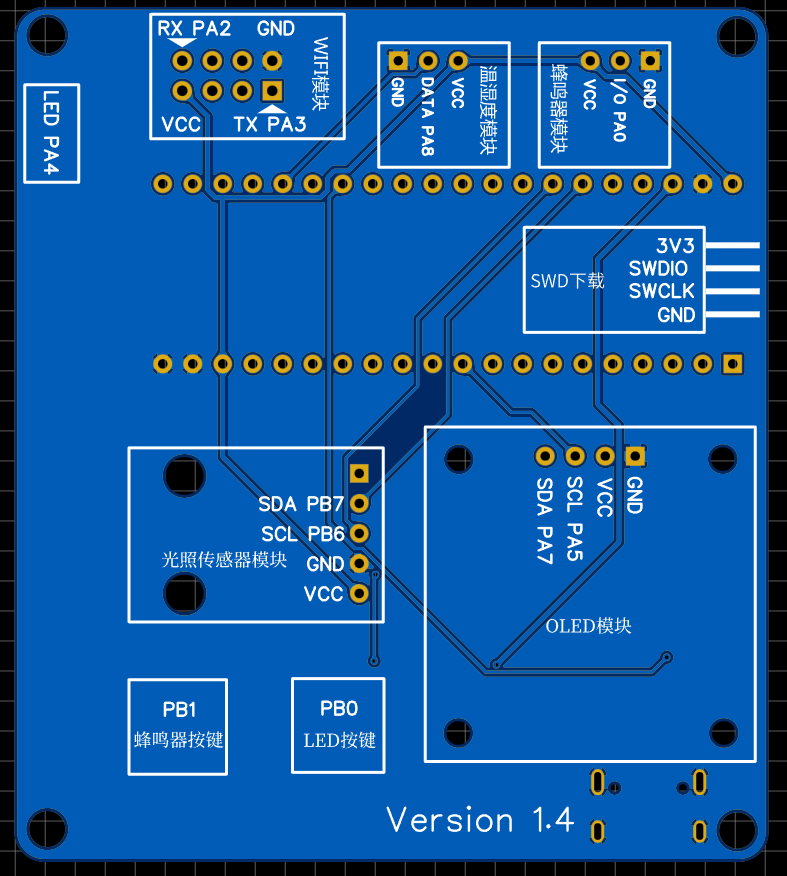 RX PA2 GND
VCC TX PA3
WIFI模块
LED PA4
GND
DATA PA8
VCC
温湿度模块
蜂鸣器模块
VCC
I/O PA0
GND
SWD下载
3V3
SWDIO
SWCLK
GND
SDA PB7
SCL PB6
GND
VCC
光照传感器模块
SDA PA7
SCL PA5
VCC
GND
OLED模块
PB1
蜂鸣器按键
PB0
LED按键
Version 1.4